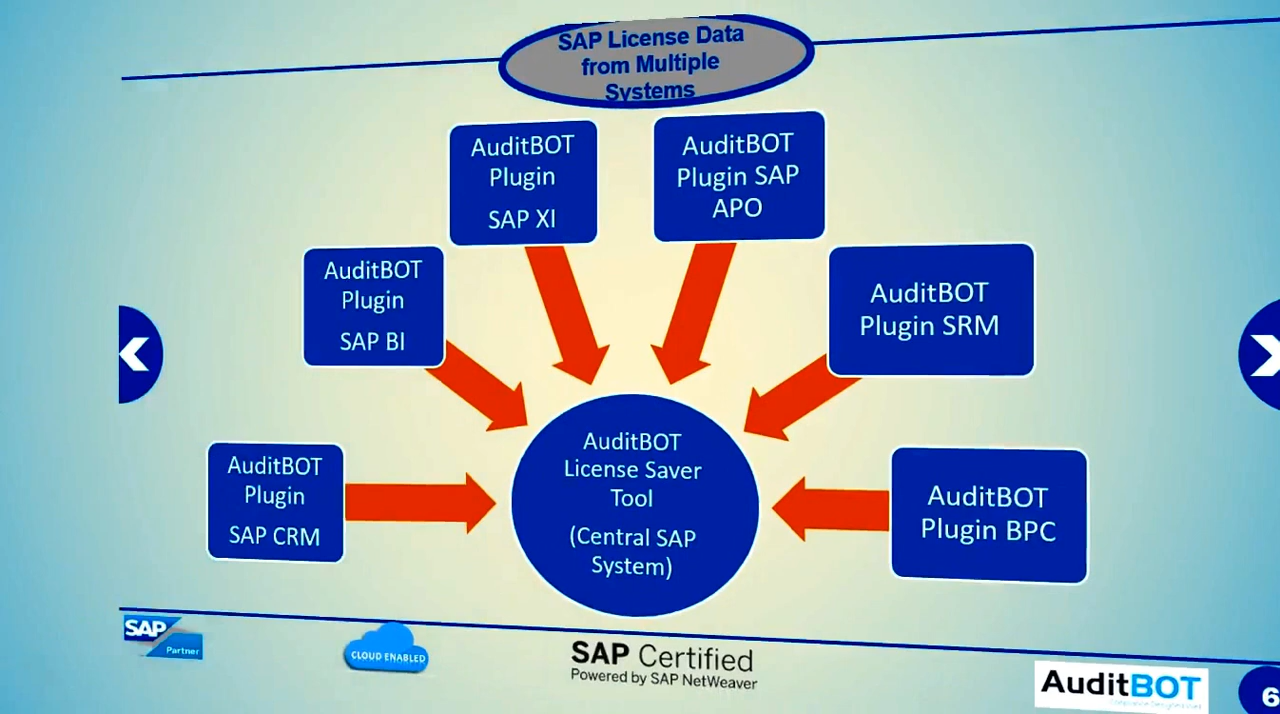 SAP License Data
from Multiple
Systems
AuditBOT
Plugin
SAP XI
AuditBOT
Plugin SAP
APO
AuditBOT
Plugin
SAP BI
AuditBOT
Plugin SRM
AuditBOT
Plugin
SAP CRM
AuditBOT
License Saver
Tool
(Central SAP
System)
AuditBOT
Plugin BPC
SAP
Partner
CLOUD ENABLED
SAP Certified
Powered by SAP NetWeaver
AuditBOT
6